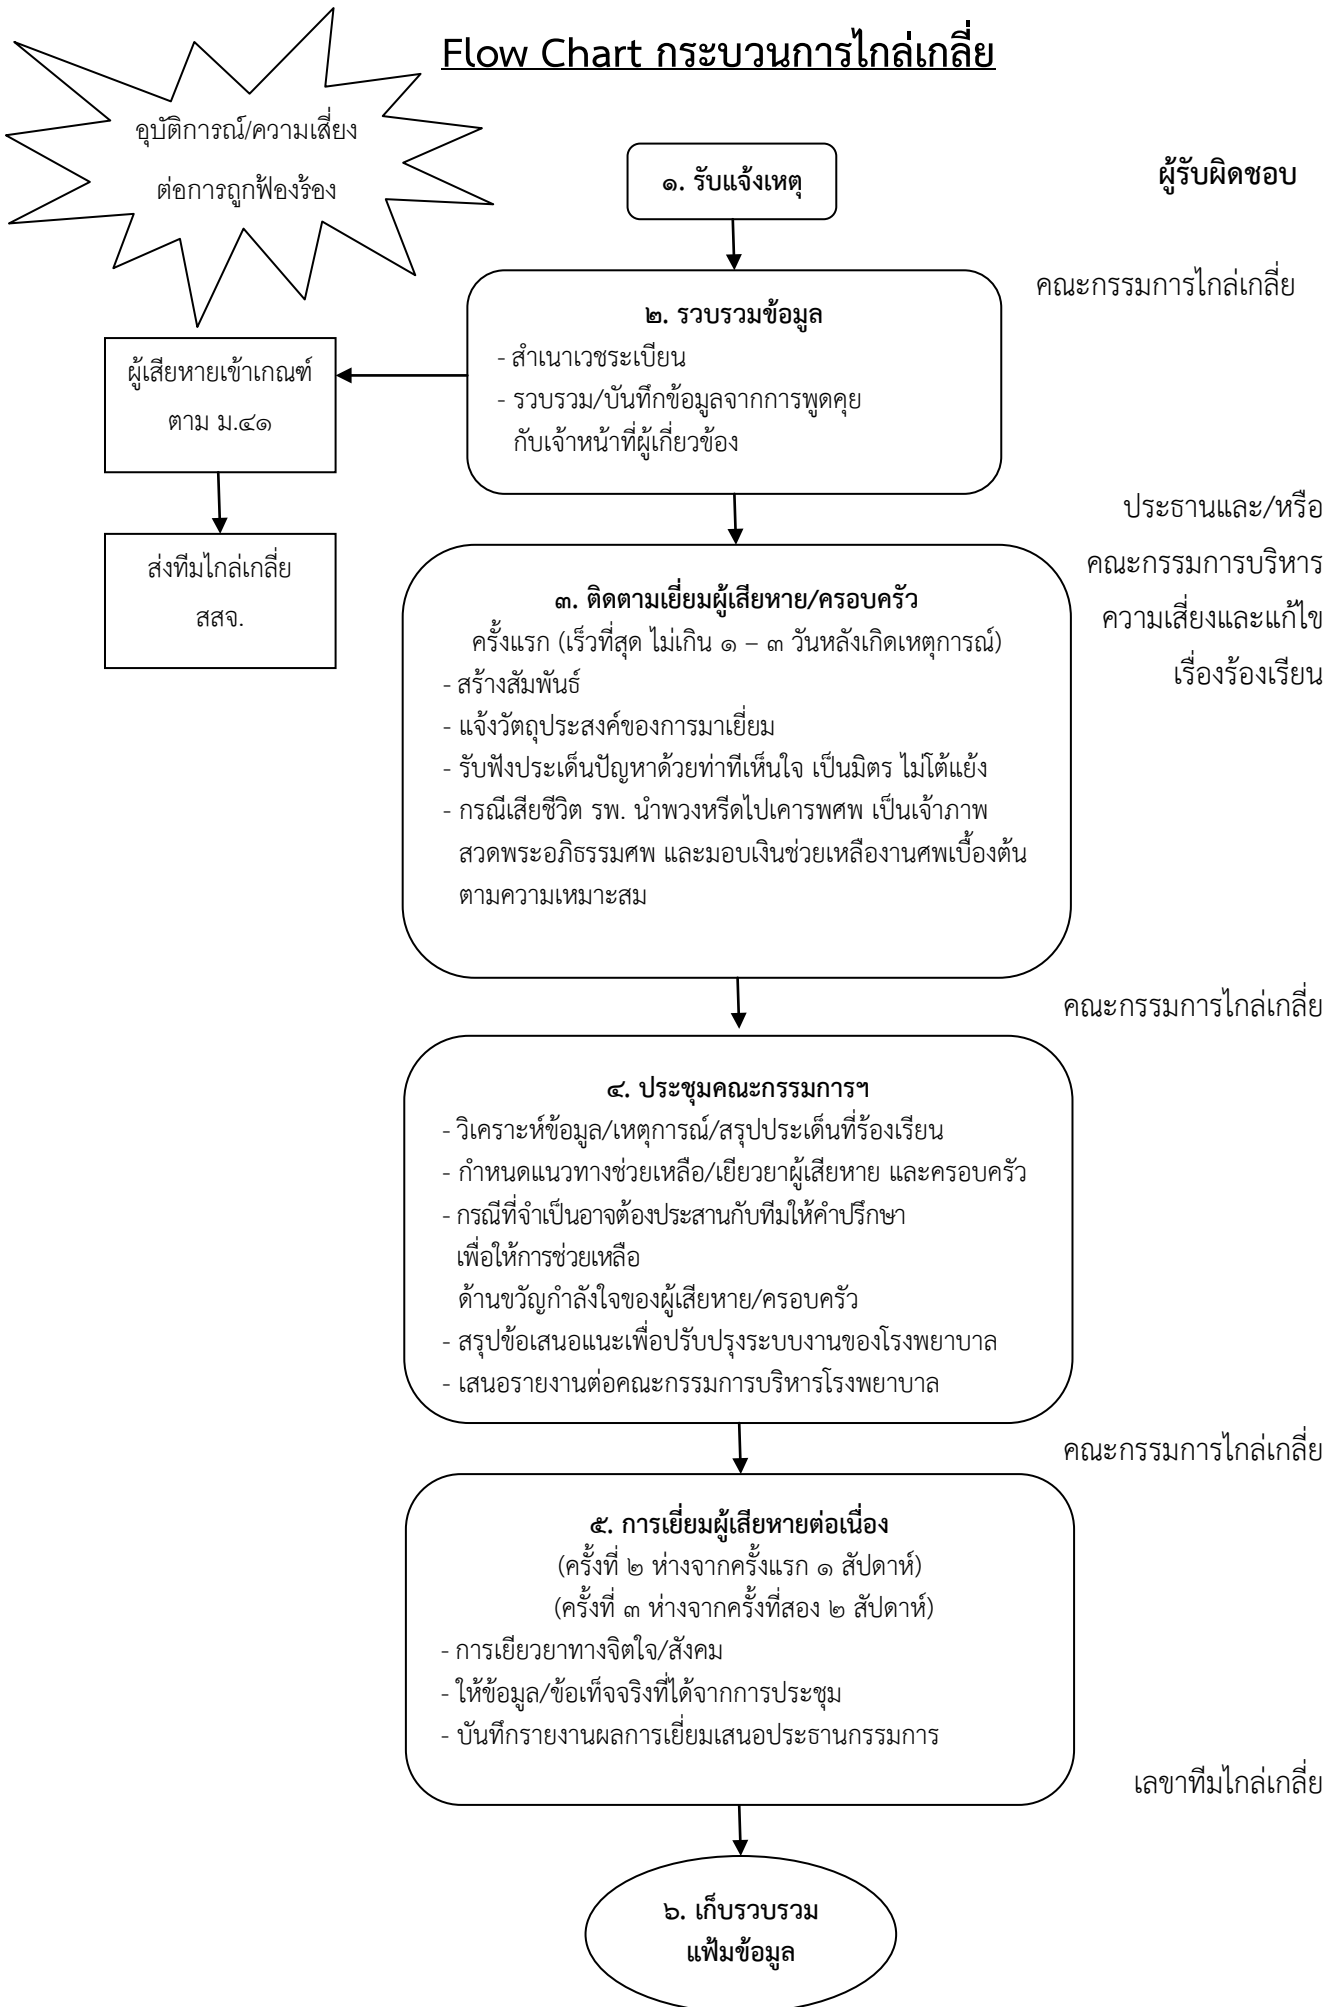 Flow Chart กระบวนการไกล่เกลี่ย
อุบัติการณ์/ความเสี่ยง
ต่อการถูกฟ้องร้อง
๑. รับแจ้งเหตุ
ผู้รับผิดชอบ
คณะกรรมการไกล่เกลี่ย
๒. รวบรวมข้อมูล
- สำเนาเวชระเบียน
- รวบรวม/บันทึกข้อมูลจากการพูดคุย
กับเจ้าหน้าที่ผู้เกี่ยวข้อง
ผู้เสียหายเข้าเกณฑ์
ตาม ม.๔๑
ส่งทีมไกล่เกลี่ย
สสจ.
ประธานและ/หรือ
คณะกรรมการบริหาร
ความเสี่ยงและแก้ไข
เรื่องร้องเรียน
๓. ติดตามเยี่ยมผู้เสียหาย/ครอบครัว
ครั้งแรก (เร็วที่สุด ไม่เกิน ๑ – ๓ วันหลังเกิดเหตุการณ์)
- สร้างสัมพันธ์
- แจ้งวัตถุประสงค์ของการมาเยี่ยม
- รับฟังประเด็นปัญหาด้วยท่าทีเห็นใจ เป็นมิตร ไม่โต้แย้ง
- กรณีเสียชีวิต รพ. นำพวงหรีดไปเคารพศพ เป็นเจ้าภาพ
สวดพระอภิธรรมศพ และมอบเงินช่วยเหลืองานศพเบื้องต้น
ตามความเหมาะสม
คณะกรรมการไกล่เกลี่ย
๔. ประชุมคณะกรรมการฯ
- วิเคราะห์ข้อมูล/เหตุการณ์/สรุปประเด็นที่ร้องเรียน
- กำหนดแนวทางช่วยเหลือ/เยียวยาผู้เสียหาย และครอบครัว
- กรณีที่จำเป็นอาจต้องประสานกับทีมให้คำปรึกษา
เพื่อให้การช่วยเหลือ
ด้านขวัญกำลังใจของผู้เสียหาย/ครอบครัว
- สรุปข้อเสนอแนะเพื่อปรับปรุงระบบงานของโรงพยาบาล
- เสนอรายงานต่อคณะกรรมการบริหารโรงพยาบาล
คณะกรรมการไกล่เกลี่ย
๕. การเยี่ยมผู้เสียหายต่อเนื่อง
(ครั้งที่ ๒ ห่างจากครั้งแรก ๑ สัปดาห์)
(ครั้งที่ ๓ ห่างจากครั้งที่สอง ๒ สัปดาห์)
- การเยียวยาทางจิตใจ/สังคม
- ให้ข้อมูล/ข้อเท็จจริงที่ได้จากการประชุม
- บันทึกรายงานผลการเยี่ยมเสนอประธานกรรมการ
เลขาทีมไกล่เกลี่ย
๖. เก็บรวบรวม
แฟ้มข้อมูล